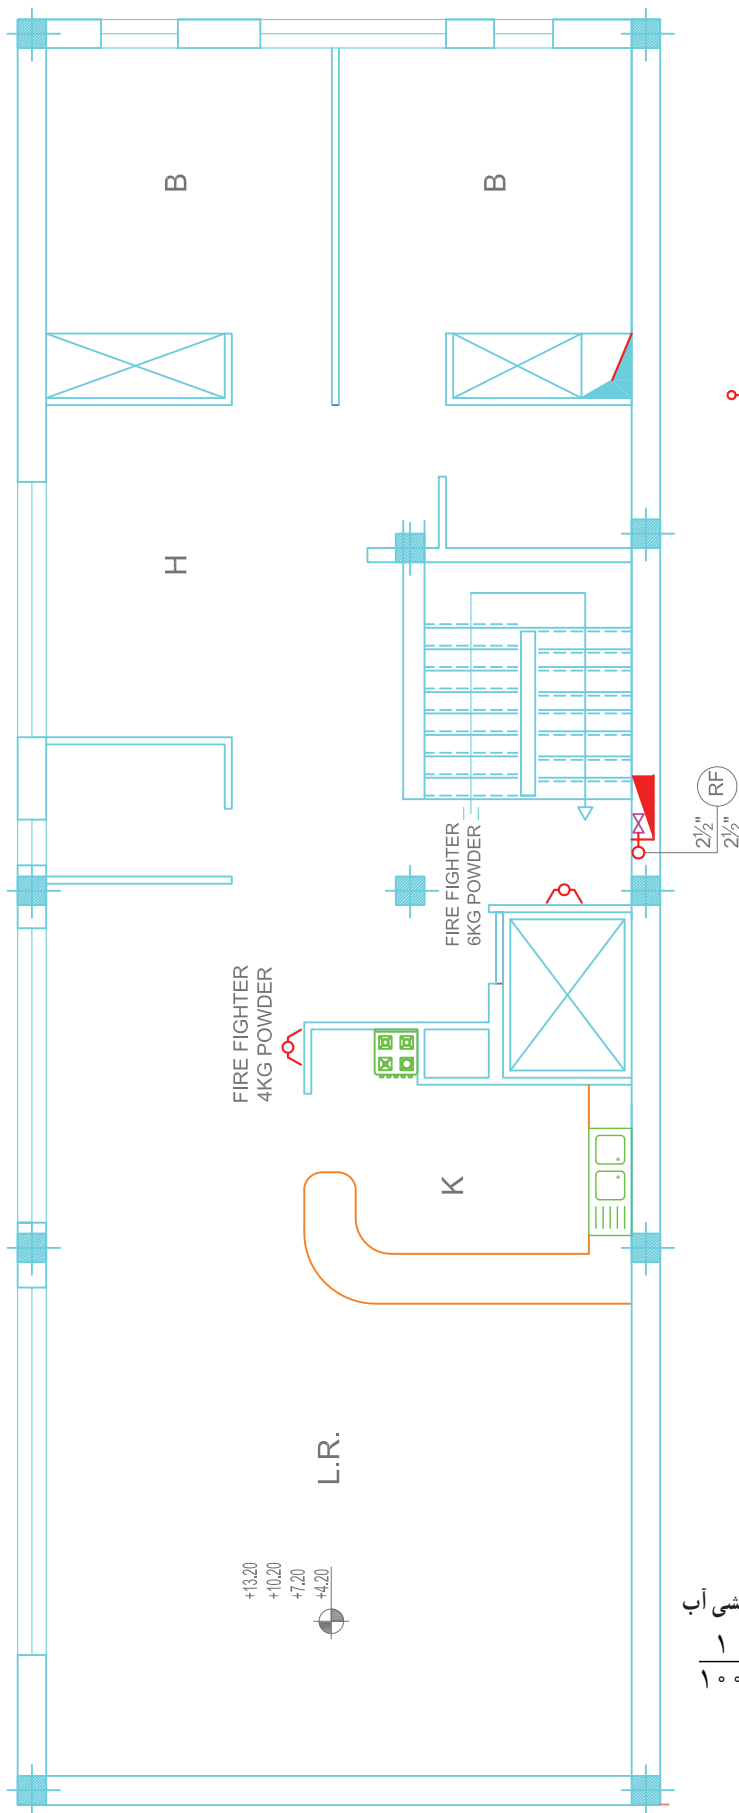 B
B
H
RF
2½"
2½"
FIRE FIGHTER
6KG POWDER
FIRE FIGHTER
4KG POWDER
K
L.R.
+13.20
+10.20
+7.20
+4.20
آب
۱
۱۰۰